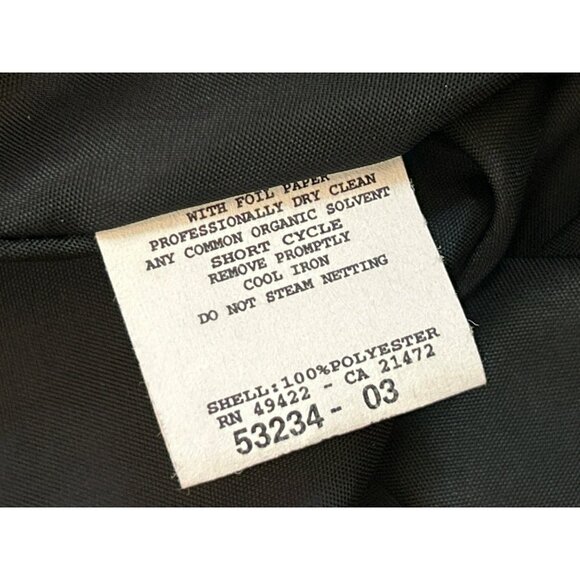 WITH FOIL PAPER
PROFESSIONALLY DRY CLEAN
ANY COMMON ORGANIC SOLVENT
SHORT CYCLE
REMOVE PROMPTLY
COOL IRON
DO NOT STEAM NETTING
SHELL:100%POLYESTER
RN 49422 - CA 21472
53234- 03